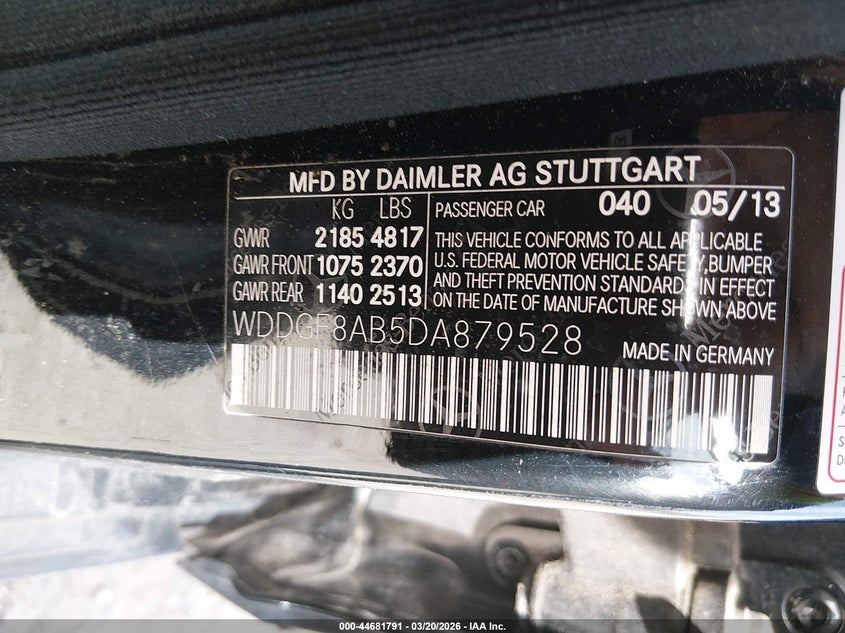 MFD BY DAIMLER AG STUTTGART
KG LBS
GWR 2185 4817
GAWR FRONT 1075 2370
GAWR REAR 1140 2513
PASSENGER CAR 040 05/13
THIS VEHICLE CONFORMS TO ALL APPLICABLE
U.S. FEDERAL MOTOR VEHICLE SAFETY,BUMPER
AND THEFT PREVENTION STANDARDS IN EFFECT
ON THE DATE OF MANUFACTURE SHOWN ABOVE
WDDGF8AB5DA879528
MADE IN GERMANY
000-44681791 - 03/20/2026 - IAA Inc.